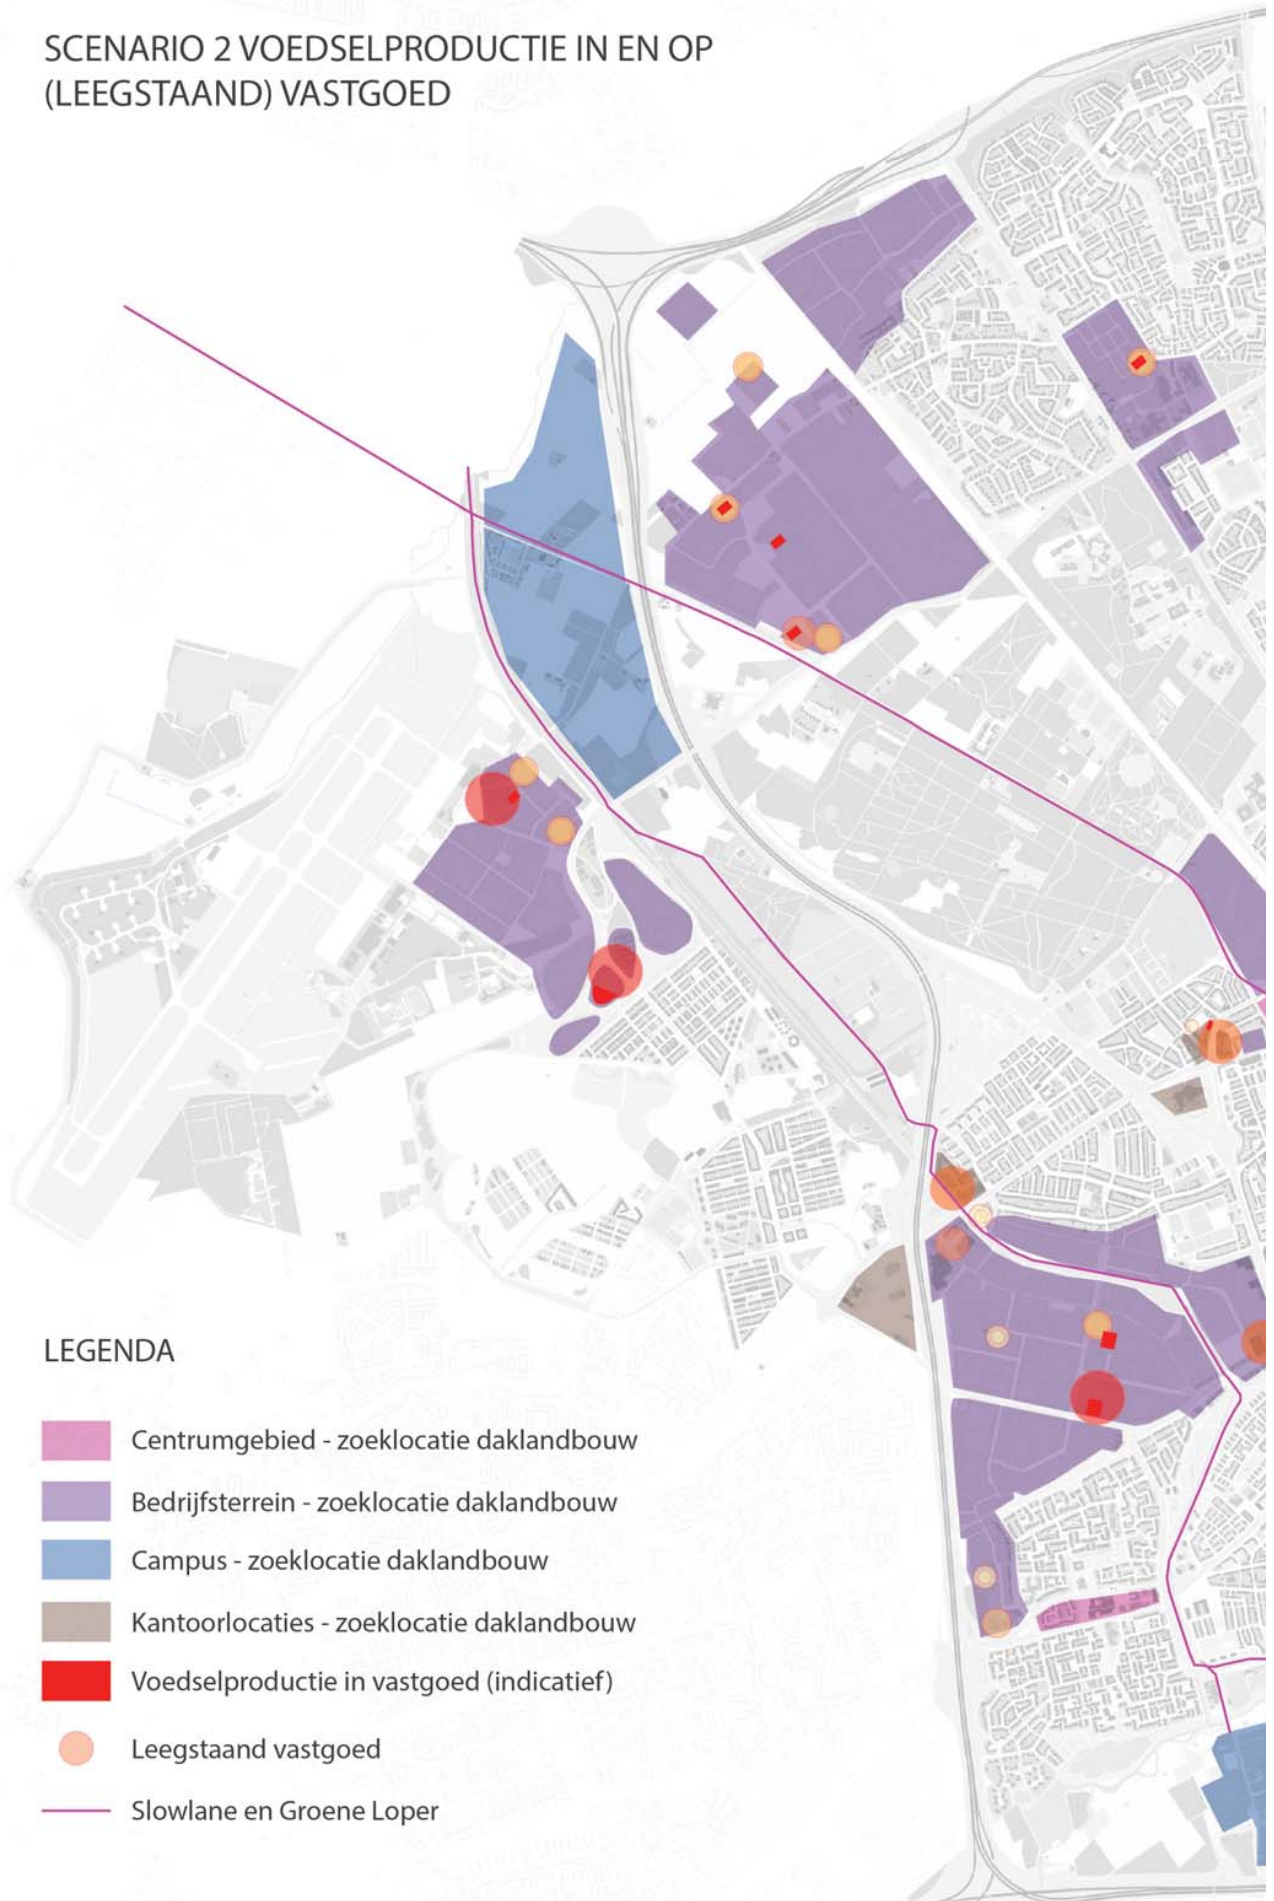 SCENARIO 2 VOEDSELPRODUCTIE IN EN OP
(LEEGSTAAND) VASTGOED
LEGENDA
Centrumgebied - zoeklocatie daklandbouw
Bedrijfsterrein - zoeklocatie daklandbouw
Campus - zoeklocatie daklandbouw
Kantoorlocaties - zoeklocatie daklandbouw
Voedselproductie in vastgoed (indicatief)
Leegstaand vastgoed
Slowlane en Groene Loper